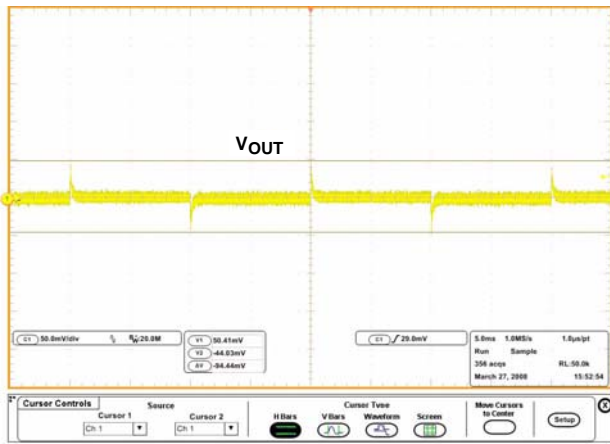 VOUT
C1 50.0mV/div BW:20.0M
V1 50.41mV
V2 -44.03mV
ΔV -94.44mV
C1 20.0mV
5.0ms 1.0MS/s 1.0µs/pt
Run Sample
356 acqs RL:50.0k
March 27, 2008 15:52:54
Cursor Controls
Source
Cursor 1 Cursor 2
Ch 1 Ch 1
Cursor Type
H Bars V Bars Waveform Screen
Move Cursors
to Center
Setup
X